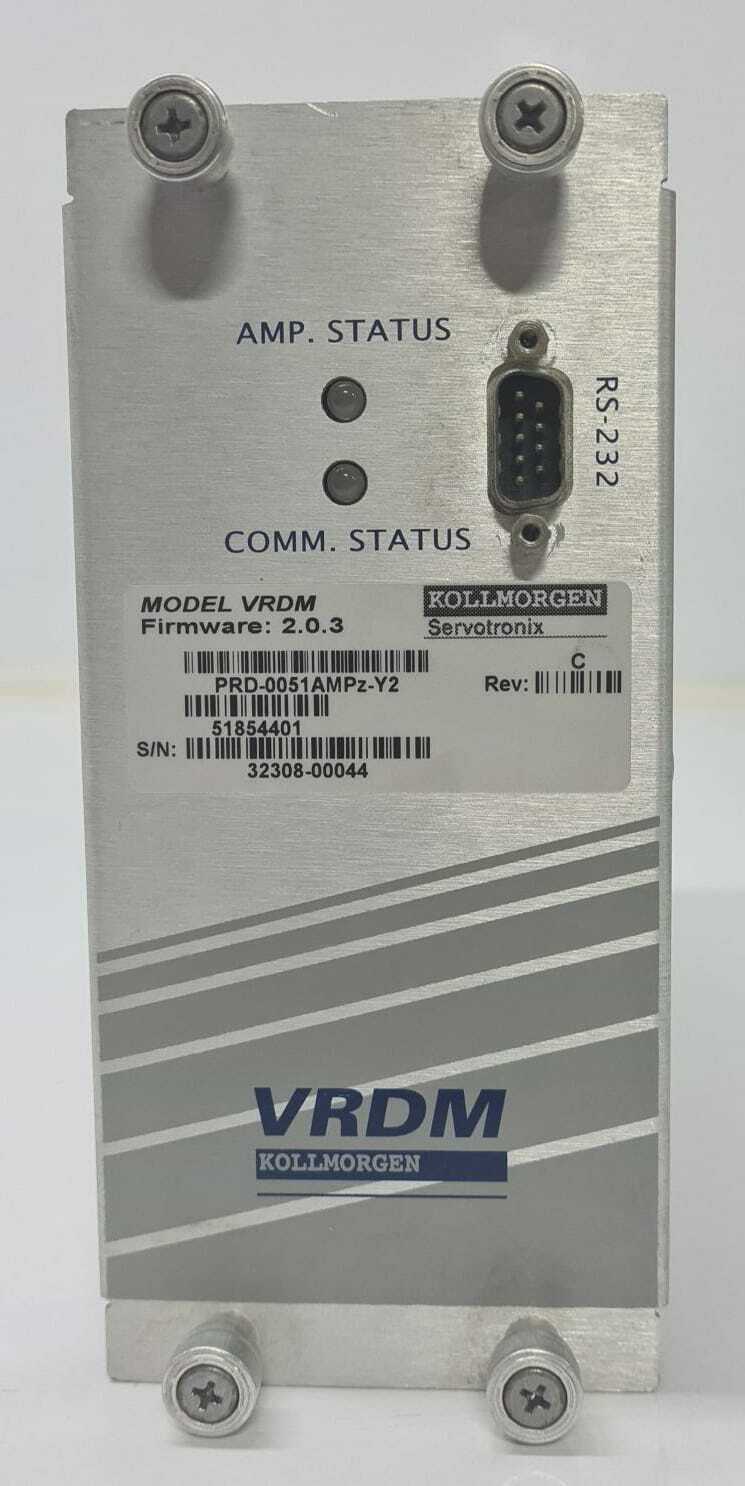 AMP. STATUS
RS-232
COMM. STATUS
MODEL VRDM
Firmware: 2.0.3
KOLLMORGEN
Servotronix
PRD-0051AMPz-Y2
C
Rev:
51854401
S/N:
32308-00044
VRDM
KOLLMORGEN